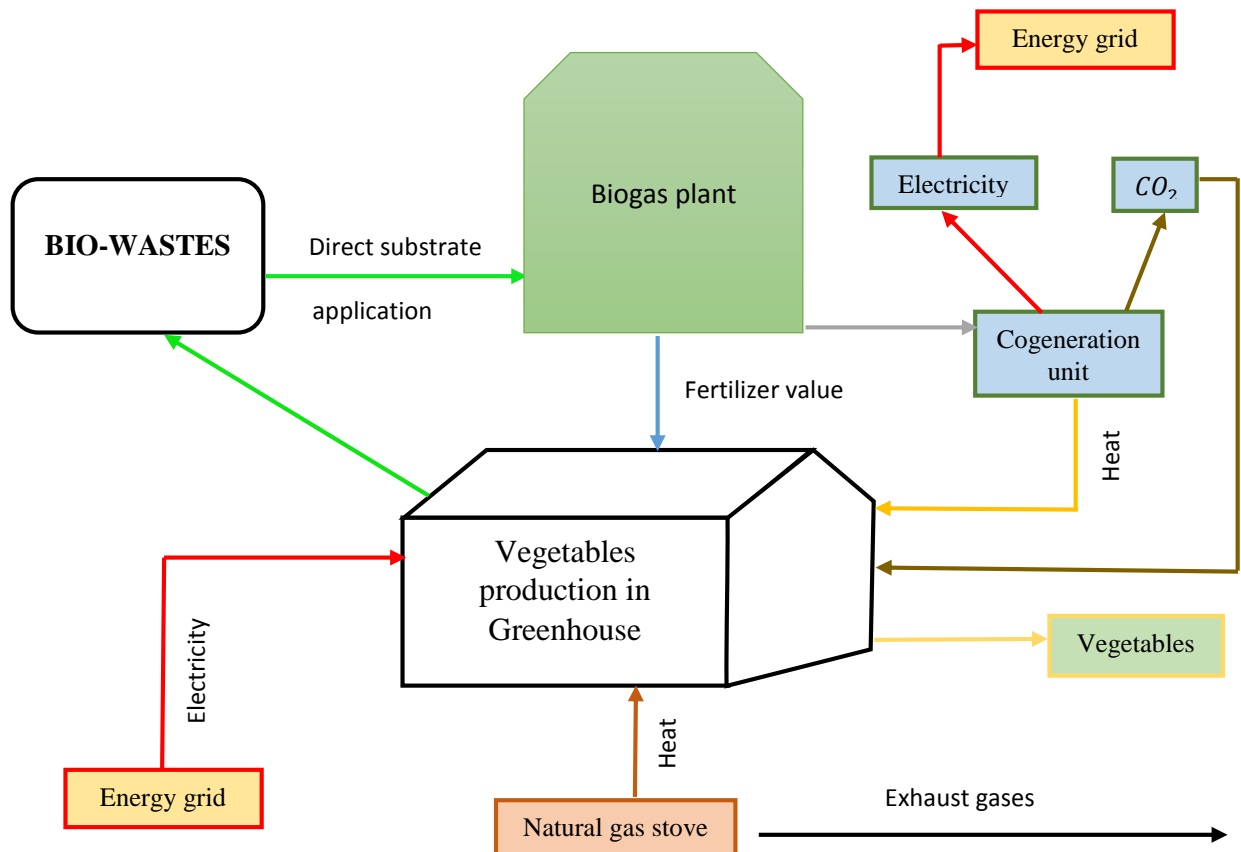 Energy grid
Electricity
CO₂
Biogas plant
BIO-WASTES
Direct substrate
application
Cogeneration
unit
Fertilizer value
Heat
Vegetables
production in
Greenhouse
Vegetables
Electricity
Heat
Energy grid
Natural gas stove
Exhaust gases